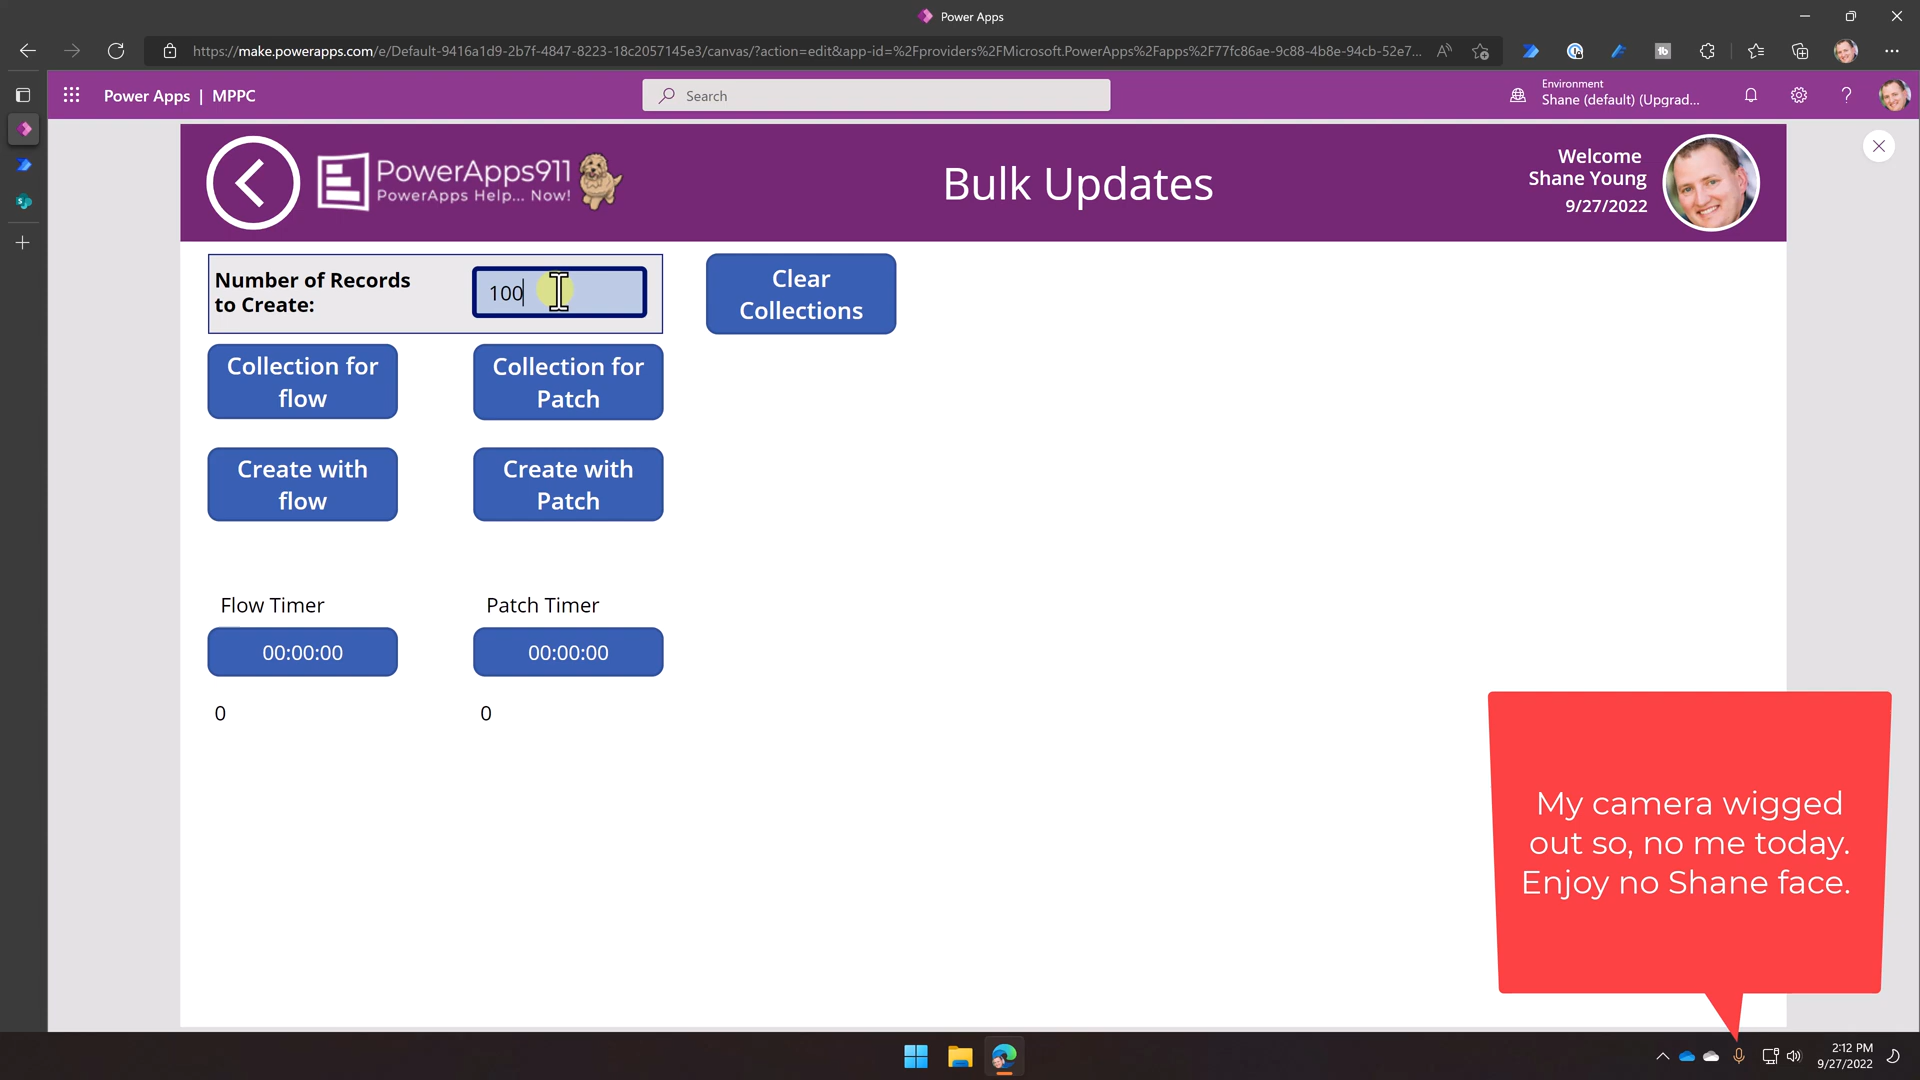 Power Apps
https://make.powerapps.com/e/Default-9416a1d9-2b7f-4847-8223-18c2057145e3/canvas/?action=edit&app-id=%2Fproviders%2FMicrosoft.PowerApps%2Fapps%2F77fc86ae-9c88-4b8e-94cb-52e7...
Power Apps | MPPC
Search
Environment
Shane (default) (Upgrad...
PowerApps911
PowerApps Help... Now!
Bulk Updates
Welcome
Shane Young
9/27/2022
Number of Records
to Create:
100
Clear
Collections
Collection for
flow
Collection for
Patch
Create with
flow
Create with
Patch
Flow Timer
Patch Timer
00:00:00
00:00:00
0
0
My camera wigged
out so, no me today.
Enjoy no Shane face.
2:12 PM
9/27/2022